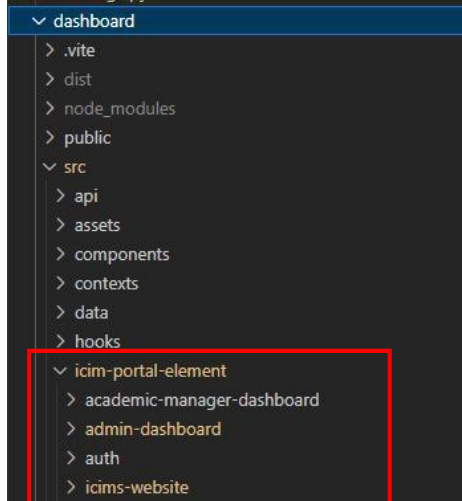 dashboard
.vite
dist
node_modules
public
src
api
assets
components
contexts
data
hooks
icim-portal-element
academic-manager-dashboard
admin-dashboard
auth
icims-website